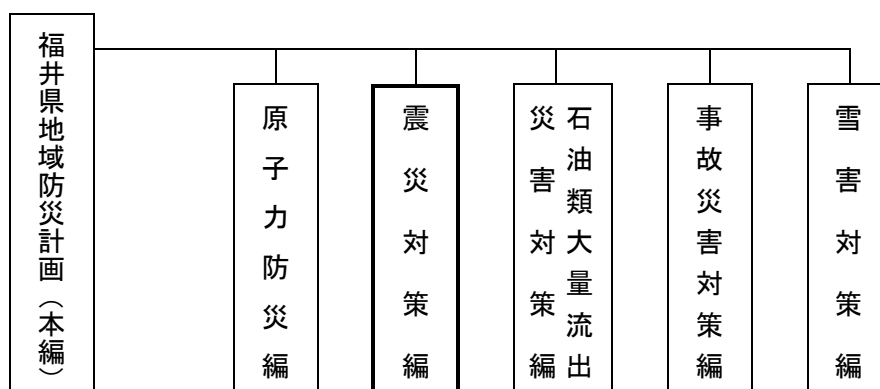 福井県地域防災計画（本編）
原子力防災編
震災対策編
石油類大量流出
災害対策編
事故災害対策編
雪害対策編